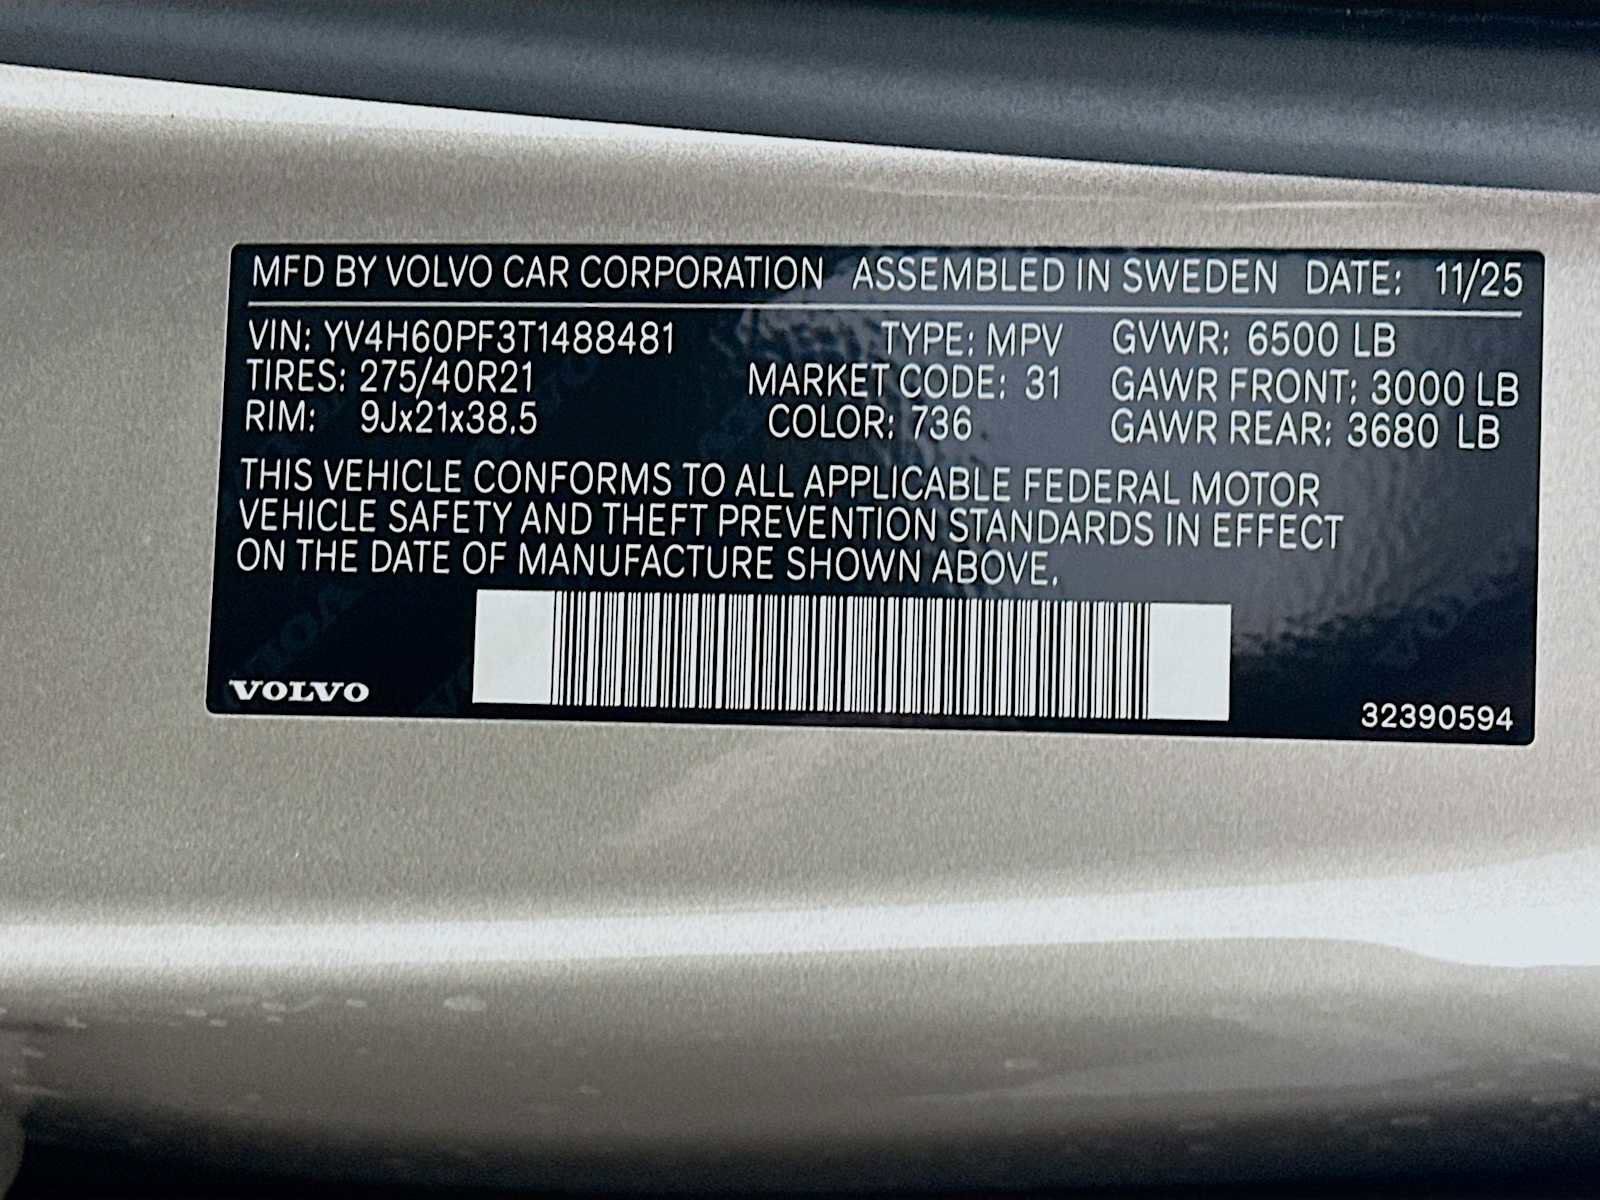 MFD BY VOLVO CAR CORPORATION ASSEMBLED IN SWEDEN DATE: 11/25
VIN: YV4H60PF3T1488481 TYPE: MPV GVWR: 6500 LB
TIRES: 275/40R21 MARKET CODE: 31 GAWR FRONT: 3000 LB
RIM: 9Jx21x38.5 COLOR: 736 GAWR REAR: 3680 LB
THIS VEHICLE CONFORMS TO ALL APPLICABLE FEDERAL MOTOR
VEHICLE SAFETY AND THEFT PREVENTION STANDARDS IN EFFECT
ON THE DATE OF MANUFACTURE SHOWN ABOVE.
VOLVO 32390594